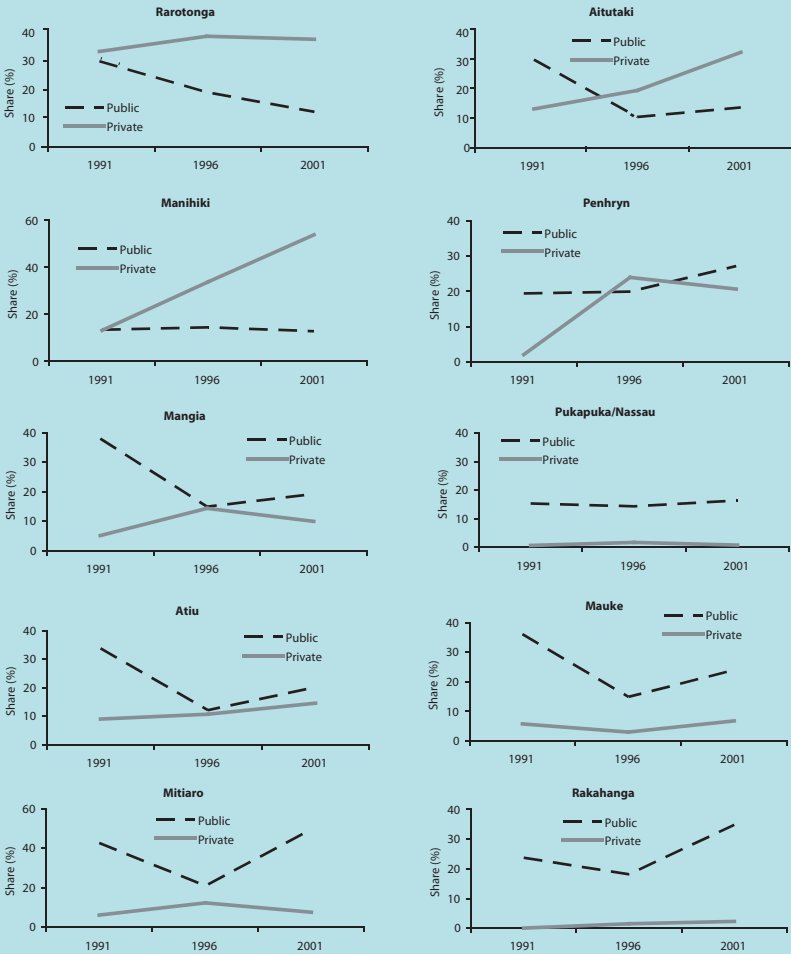 Rarotonga
40
30
20
10
0
Share (%)
Public
Private
1991 1996 2001
Aitutaki
40
30
20
10
0
Share (%)
Public
Private
1991 1996 2001
Manihiki
60
40
20
0
Share (%)
Public
Private
1991 1996 2001
Penhryn
40
30
20
10
0
Share (%)
Public
Private
1991 1996 2001
Mangia
40
30
20
10
0
Share (%)
Public
Private
1991 1996 2001
Pukapuka/Nassau
40
30
20
10
0
Share (%)
Public
Private
1991 1996 2001
Atiu
40
30
20
10
0
Share (%)
Public
Private
1991 1996 2001
Mauke
40
30
20
10
0
Share (%)
Public
Private
1991 1996 2001
Mitiaro
60
40
20
0
Share (%)
Public
Private
1991 1996 2001
Rakahanga
40
30
20
10
0
Share (%)
Public
Private
1991 1996 2001